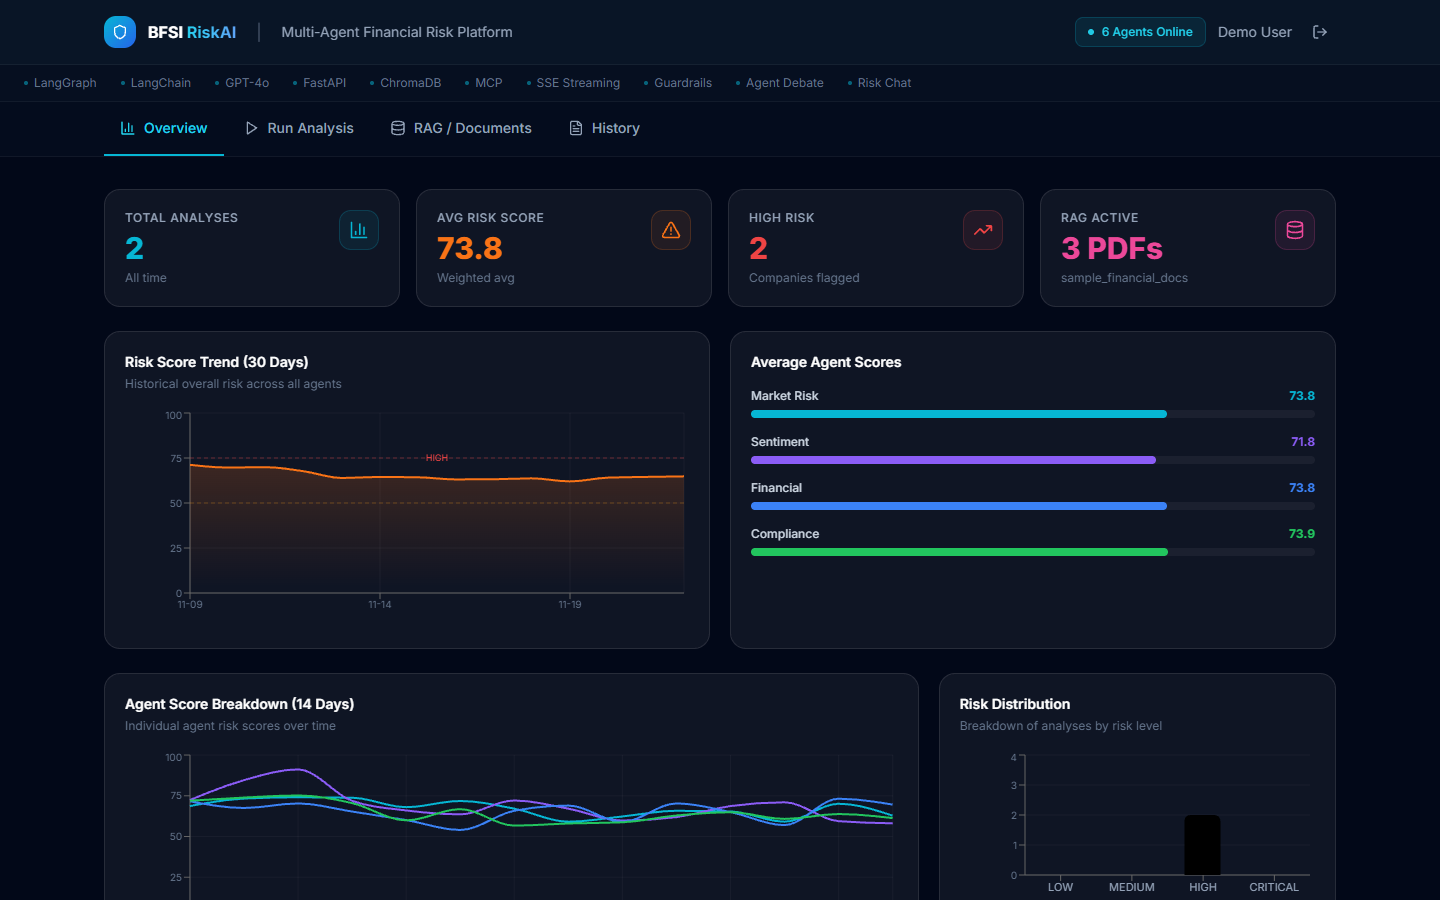 BFSI RiskAI
Multi-Agent Financial Risk Platform
6 Agents Online
Demo User
LangGraph
LangChain
GPT-4o
FastAPI
ChromaDB
MCP
SSE Streaming
Guardrails
Agent Debate
Risk Chat
Overview
Run Analysis
RAG / Documents
History
TOTAL ANALYSES
2
All time
AVG RISK SCORE
73.8
Weighted avg
HIGH RISK
2
Companies flagged
RAG ACTIVE
3 PDFs
sample_financial_docs
Risk Score Trend (30 Days)
Historical overall risk across all agents
100
75
50
25
0
HIGH
11-09
11-14
11-19
Average Agent Scores
Market Risk
73.8
Sentiment
71.8
Financial
73.8
Compliance
73.9
Agent Score Breakdown (14 Days)
Individual agent risk scores over time
100
75
50
25
Risk Distribution
Breakdown of analyses by risk level
4
3
2
1
0
LOW
MEDIUM
HIGH
CRITICAL